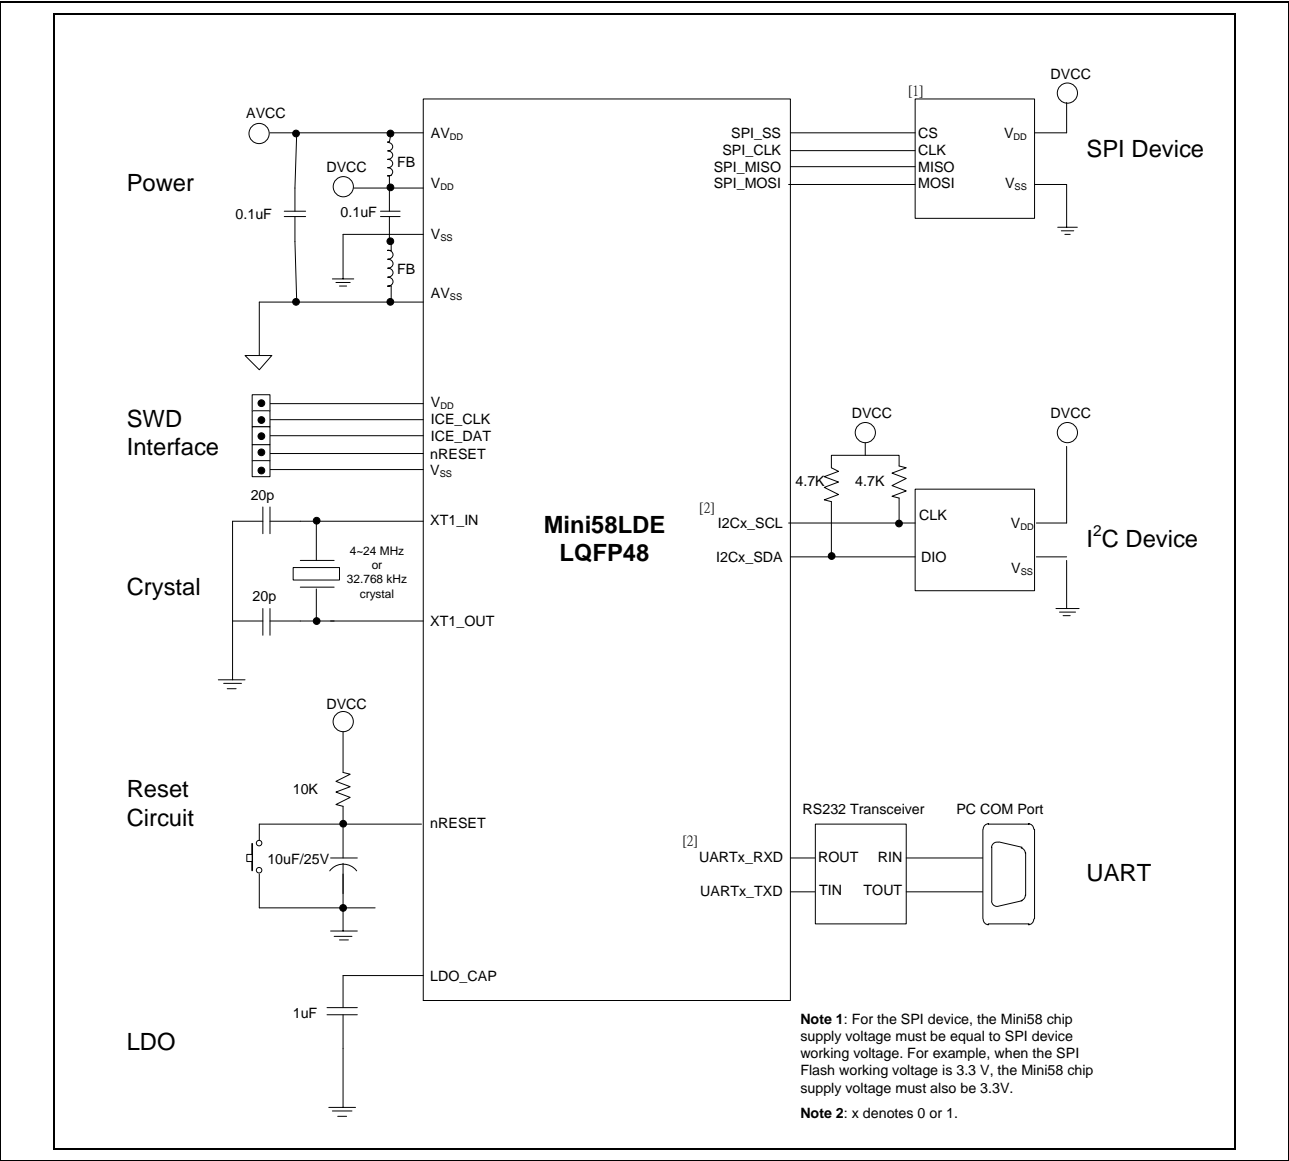 AVCC
AV_DD
FB
DVCC
V_DD
Power
0.1uF
0.1uF
V_SS
FB
AV_SS
SWD
Interface
V_DD
ICE_CLK
ICE_DAT
nRESET
V_SS
20p
XT1_IN
4~24 MHz
or
32.768 kHz
crystal
Crystal
20p
XT1_OUT
DVCC
Reset
Circuit
10K
nRESET
10uF/25V
LDO_CAP
1uF
LDO
Mini58LDE
LQFP48
SPI_SS
SPI_CLK
SPI_MISO
SPI_MOSI
[1]
CS
CLK
MISO
MOSI
V_DD
V_SS
DVCC
SPI Device
DVCC
DVCC
4.7K
4.7K
[2]
I2Cx_SCL
I2Cx_SDA
CLK
DIO
V_DD
V_SS
I²C Device
RS232 Transceiver
PC COM Port
[2]
UARTx_RXD
UARTx_TXD
ROUT
RIN
TIN
TOUT
UART
Note 1: For the SPI device, the Mini58 chip
supply voltage must be equal to SPI device
working voltage. For example, when the SPI
Flash working voltage is 3.3 V, the Mini58 chip
supply voltage must also be 3.3V.
Note 2: x denotes 0 or 1.